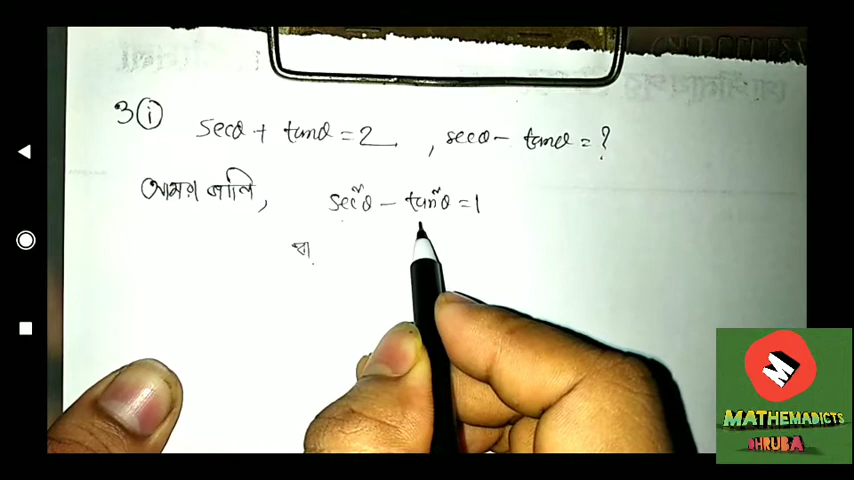 3 (i) secθ + tanθ = 2 , secθ - tanθ = ?
আমরা জানি, sec²θ - tan²θ = 1
বা,
M
MATHEMADICTS
DHRUBA